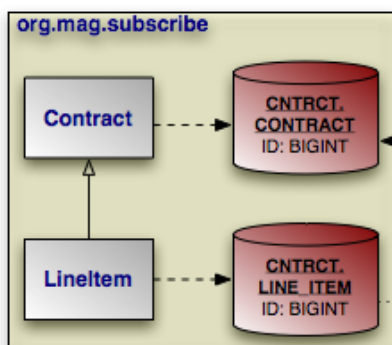 org.mag.subscribe
Contract
CNTRCT.
CONTRACT
ID: BIGINT
LineItem
CNTRCT.
LINE_ITEM
ID: BIGINT